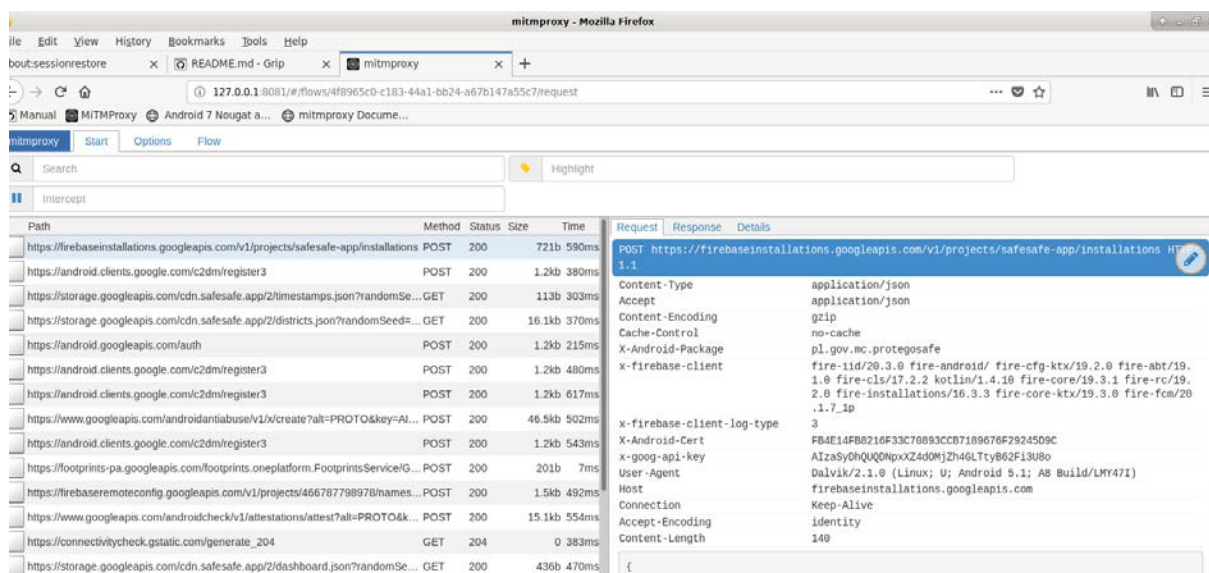 mitmproxy - Mozilla Firefox
ile Edit View History Bookmarks Tools Help
bout:sessionrestore × README.md - Grip × mitmproxy × +
127.0.0.1:8081/#/flows/4f8965c0-c183-44a1-bb24-a67b147a55c7/request
Manual MiTMProxy Android 7 Nougat a... mitmproxy Docume...
mitmproxy Start Options Flow
Search Highlight
Intercept
Path Method Status Size Time
https://firebaseinstallations.googleapis.com/v1/projects/safesafe-app/installations POST 200 721b 590ms
https://android.clients.google.com/c2dm/register3 POST 200 1.2kb 380ms
https://storage.googleapis.com/cdn.safesafe.app/2/timestamps.json?randomSe... GET 200 113b 303ms
https://storage.googleapis.com/cdn.safesafe.app/2/districts.json?randomSeed=... GET 200 16.1kb 370ms
https://android.googleapis.com/auth POST 200 1.2kb 215ms
https://android.clients.google.com/c2dm/register3 POST 200 1.2kb 480ms
https://android.clients.google.com/c2dm/register3 POST 200 1.2kb 617ms
https://www.googleapis.com/androidantiabuse/v1/x/create?alt=PROTO&key=AI... POST 200 46.5kb 502ms
https://android.clients.google.com/c2dm/register3 POST 200 1.2kb 543ms
https://footprints-pa.googleapis.com/footprints.oneplatform.FootprintsService/G... POST 200 201b 7ms
https://firebaseremoteconfig.googleapis.com/v1/projects/466787798978/names... POST 200 1.5kb 492ms
https://www.googleapis.com/androidcheck/v1/attestations/attest?alt=PROTO&k... POST 200 15.1kb 554ms
https://connectivitycheck.gstatic.com/generate_204 GET 204 0 383ms
https://storage.googleapis.com/cdn.safesafe.app/2/dashboard.json?randomSe... GET 200 436b 470ms
Request Response Details
POST https://firebaseinstallations.googleapis.com/v1/projects/safesafe-app/installations
1.1
Content-Type application/json
Accept application/json
Content-Encoding gzip
Cache-Control no-cache
X-Android-Package pl.gov.mc.protegosafe
x-firebase-client fire-iid/20.3.0 fire-android/ fire-cfg-ktx/19.2.0 fire-abt/19.
1.0 fire-cls/17.2.2 kotlin/1.4.10 fire-core/19.3.1 fire-rc/19.
2.0 fire-installations/16.3.3 fire-core-ktx/19.3.0 fire-fcm/20
.1.7_1p
x-firebase-client-log-type 3
X-Android-Cert FB4E14FB8216F33C70893CCB7189676F29245D9C
x-goog-api-key AIzaSyDhQUQDNpxXZ4dOMjZh4GLTtyB62Fi3U8o
User-Agent Dalvik/2.1.0 (Linux; U; Android 5.1; A8 Build/LMY47I)
Host firebaseinstallations.googleapis.com
Connection Keep-Alive
Accept-Encoding identity
Content-Length 140
{